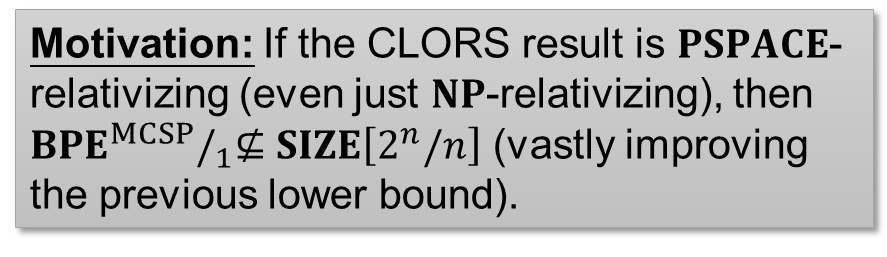 Motivation: If the CLORS result is PSPACE-
relativizing (even just NP-relativizing), then
BPE^MCSP/₁ ⊈ SIZE[2ⁿ/n] (vastly improving
the previous lower bound).